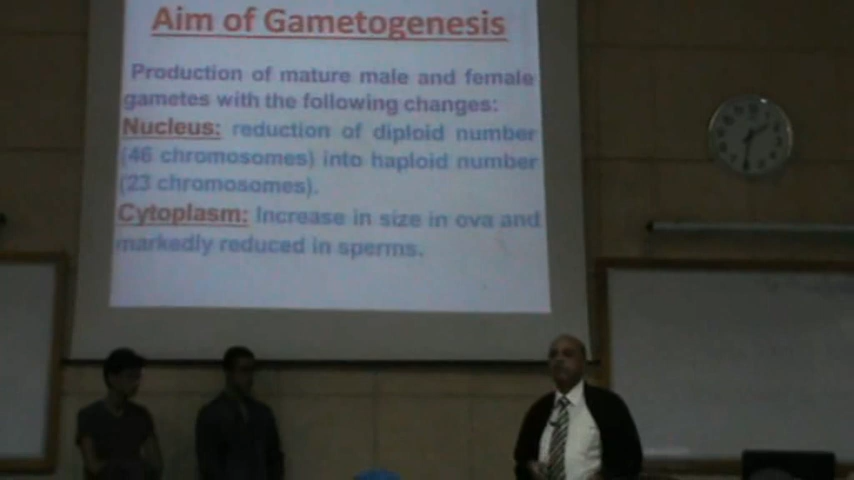 Aim of Gametogenesis
Production of mature male and female
gametes with the following changes:
Nucleus: reduction of diploid number
(46 chromosomes) into haploid number
(23 chromosomes).
Cytoplasm: Increase in size in ova and
markedly reduced in sperms.